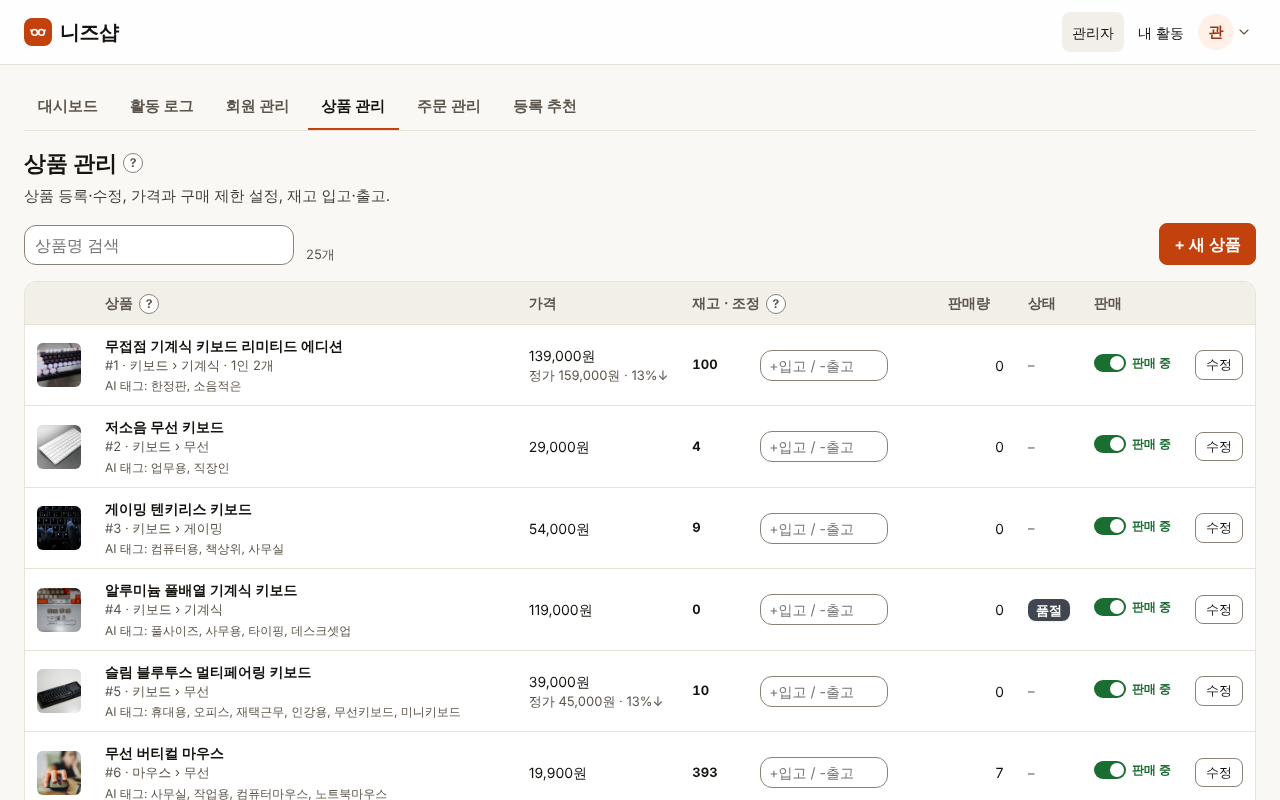 니즈샵
관리자 내 활동 관
대시보드 활동 로그 회원 관리 상품 관리 주문 관리 등록 추천
상품 관리 ?
상품 등록·수정, 가격과 구매 제한 설정, 재고 입고·출고.
상품명 검색 25개 + 새 상품
상품 ? 가격 재고 · 조정 ? 판매량 상태 판매
무접점 기계식 키보드 리미티드 에디션
#1 · 키보드 › 기계식 · 1인 2개
AI 태그: 한정판, 소음적은
139,000원
정가 159,000원 · 13%↓
100 +입고 / -출고 0 – 판매 중 수정
저소음 무선 키보드
#2 · 키보드 › 무선
AI 태그: 업무용, 직장인
29,000원 4 +입고 / -출고 0 – 판매 중 수정
게이밍 텐키리스 키보드
#3 · 키보드 › 게이밍
AI 태그: 컴퓨터용, 책상위, 사무실
54,000원 9 +입고 / -출고 0 – 판매 중 수정
알루미늄 풀배열 기계식 키보드
#4 · 키보드 › 기계식
AI 태그: 풀사이즈, 사무용, 타이핑, 데스크셋업
119,000원 0 +입고 / -출고 0 품절 판매 중 수정
슬림 블루투스 멀티페어링 키보드
#5 · 키보드 › 무선
AI 태그: 휴대용, 오피스, 재택근무, 인강용, 무선키보드, 미니키보드
39,000원
정가 45,000원 · 13%↓
10 +입고 / -출고 0 – 판매 중 수정
무선 버티컬 마우스
#6 · 마우스 › 무선
AI 태그: 사무실, 작업용, 컴퓨터마우스, 노트북마우스
19,900원 393 +입고 / -출고 7 – 판매 중 수정